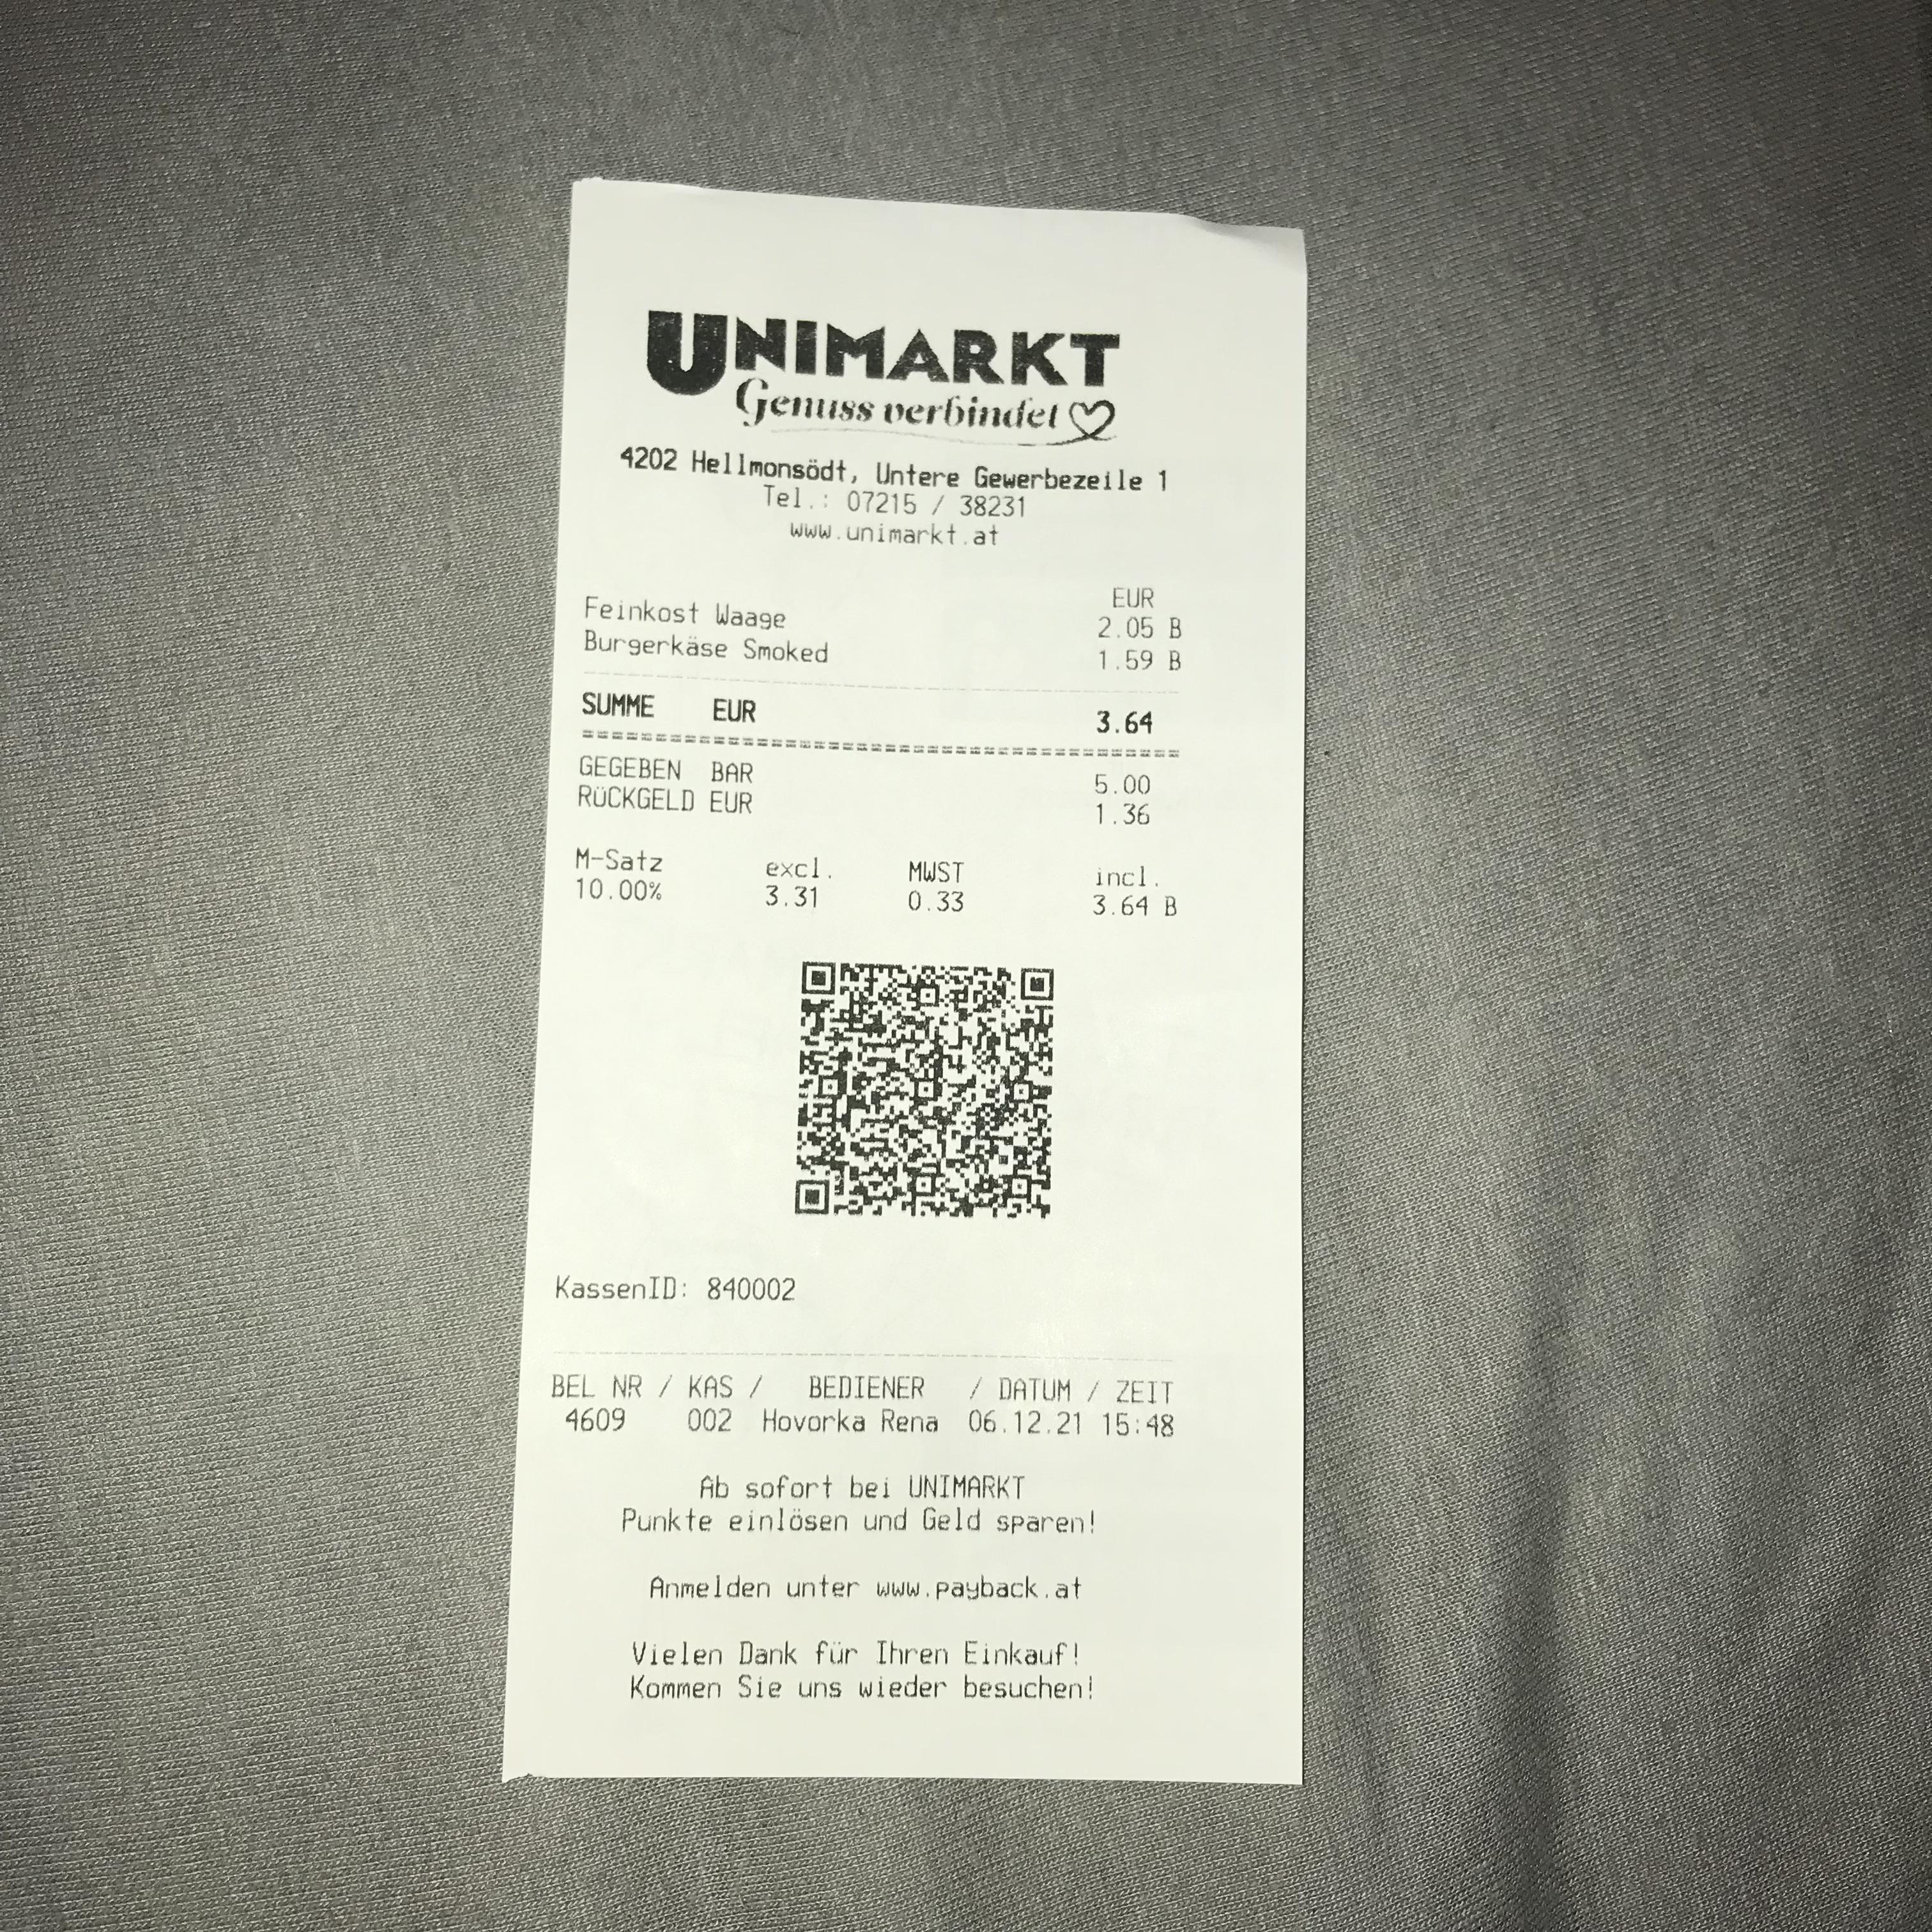 UNIMARKT
Genuss verbindet
4202 Hellmonsödt, Untere Gewerbezeile 1
Tel.: 07215 / 38231
www.unimarkt.at
EUR
Feinkost Waage 2.05 B
Burgerkäse Smoked 1.59 B
SUMME EUR 3.64
GEGEBEN BAR 5.00
RÜCKGELD EUR 1.36
M-Satz excl. MWST incl.
10.00% 3.31 0.33 3.64 B
KassenID: 840002
BEL NR / KAS / BEDIENER / DATUM / ZEIT
4609 002 Hovorka Rena 06.12.21 15:48
Ab sofort bei UNIMARKT
Punkte einlösen und Geld sparen!
Anmelden unter www.payback.at
Vielen Dank für Ihren Einkauf!
Kommen Sie uns wieder besuchen!